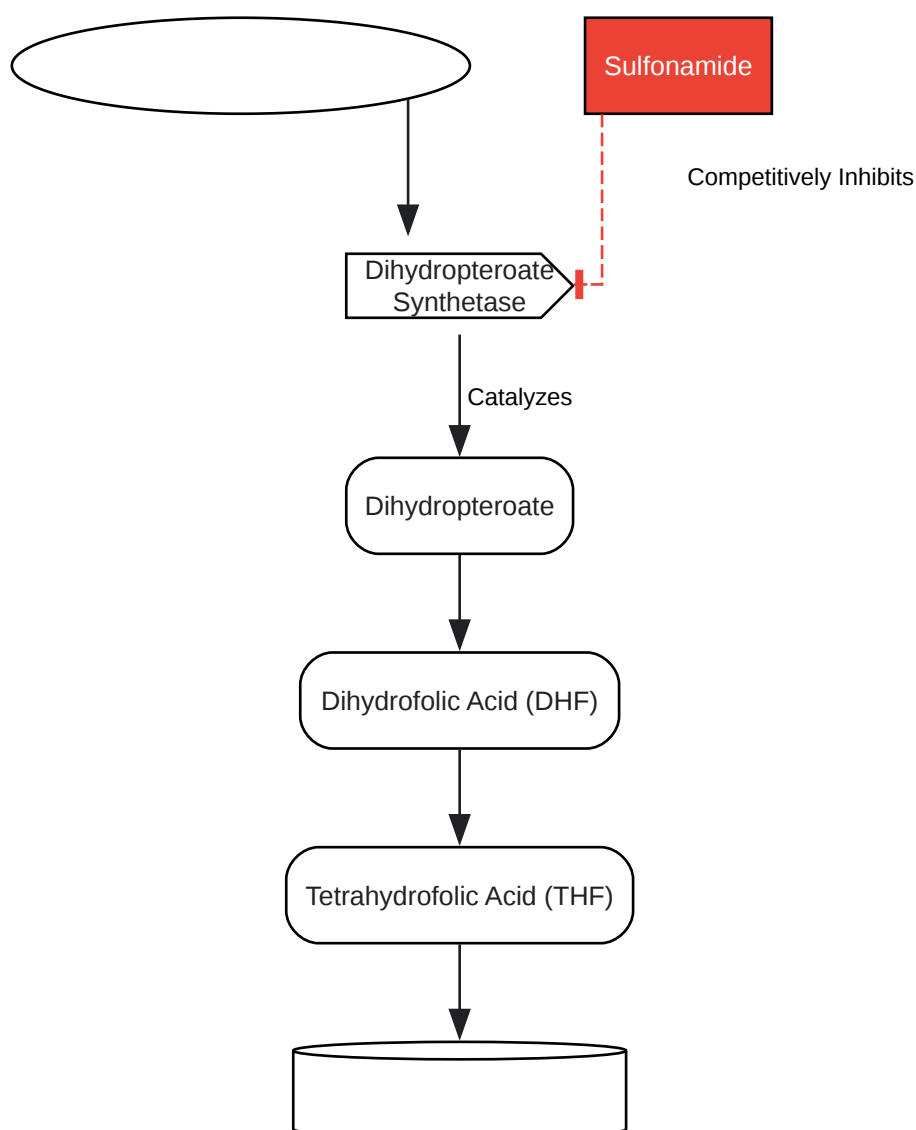 Sulfonamide
Competitively Inhibits
Dihydropteroate
Synthetase
Catalyzes
Dihydropteroate
Dihydrofolic Acid (DHF)
Tetrahydrofolic Acid (THF)